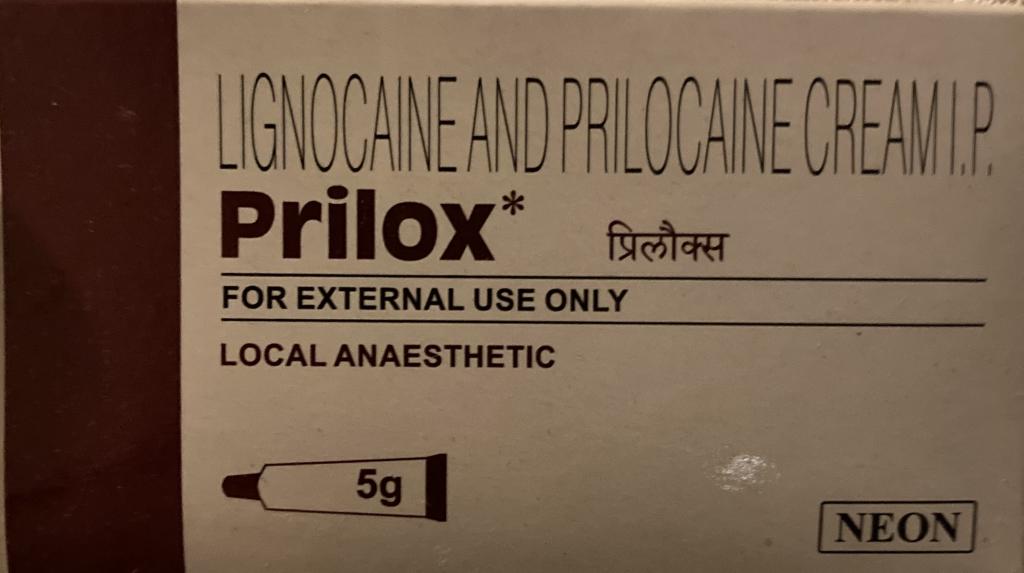 LIGNOCAINE AND PRILOCAINE CREAM I.P.
Prilox* प्रिलौक्स
FOR EXTERNAL USE ONLY
LOCAL ANAESTHETIC
5g
NEON